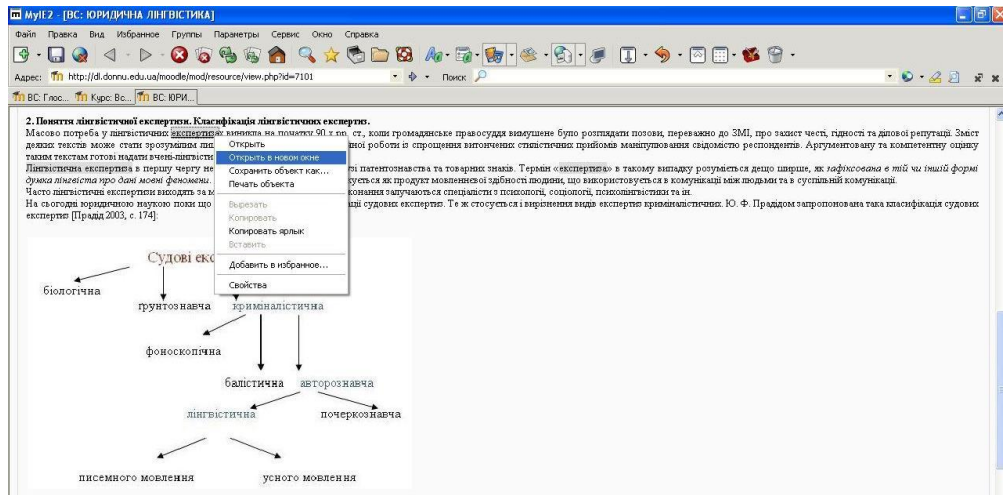 MyIE2 - [ВС: ЮРИДИЧНА ЛІНГВІСТИКА]
Файл Правка Вид Избранное Группы Параметры Сервис Окно Справка
Адрес: http://dl.donnu.edu.ua/moodle/mod/resource/view.php?id=7101 Поиск
ВС: Глос... Курс: Вс... ВС: ЮРИ...
2. Поняття лінгвістичної експертизи. Класифікація лінгвістичних експертиз.
Масово потреба у лінгвістичних експертизах виникла на початку 90 х рр. ст., коли громадянське правосуддя вимушене було розглядати позови, переважно до ЗМІ, про захист честі, гідності та ділової репутації. Зміст
деяких текстів може стати зрозумілим ної роботи із спрощення витончених стилістичних прийомів маніпулювання свідомістю респондентів. Аргументовану та компетентну оцінку
таким текстам готові надати вчені-лінгвісти
Лінгвістична експертиза в першу чергу не и патентознавства та товарних знаків. Термін «експертиза» в такому випадку розуміється дещо ширше, як зафіксована в тій чи іншій формі
думка лінгвіста про дані мовні феномени. кується як продукт мовленнєвої здібності людини, що використовується в комунікації між людьми та в суспільній комунікації.
Часто лінгвістичні експертизи виходять за м конання залучаються спеціалісти з психології, соціології, психолінгвістики та ін.
На сьогодні юридичною наукою поки що ції судових експертиз. Те ж стосується і вирізнення видів експертиз криміналістичних. Ю. Ф. Прадідом запропонована така класифікація судових
експертиз [Прадід 2003, с. 174]:
Открыть
Открыть в новом окне
Сохранить объект как...
Печать объекта
Вырезать
Копировать
Копировать ярлык
Вставить
Добавить в избранное...
Свойства
Судові екс
біологічна
ґрунтознавча криміналістична
фоноскопічна
балістична авторознавча
лінгвістична почеркознавча
писемного мовлення усного мовлення